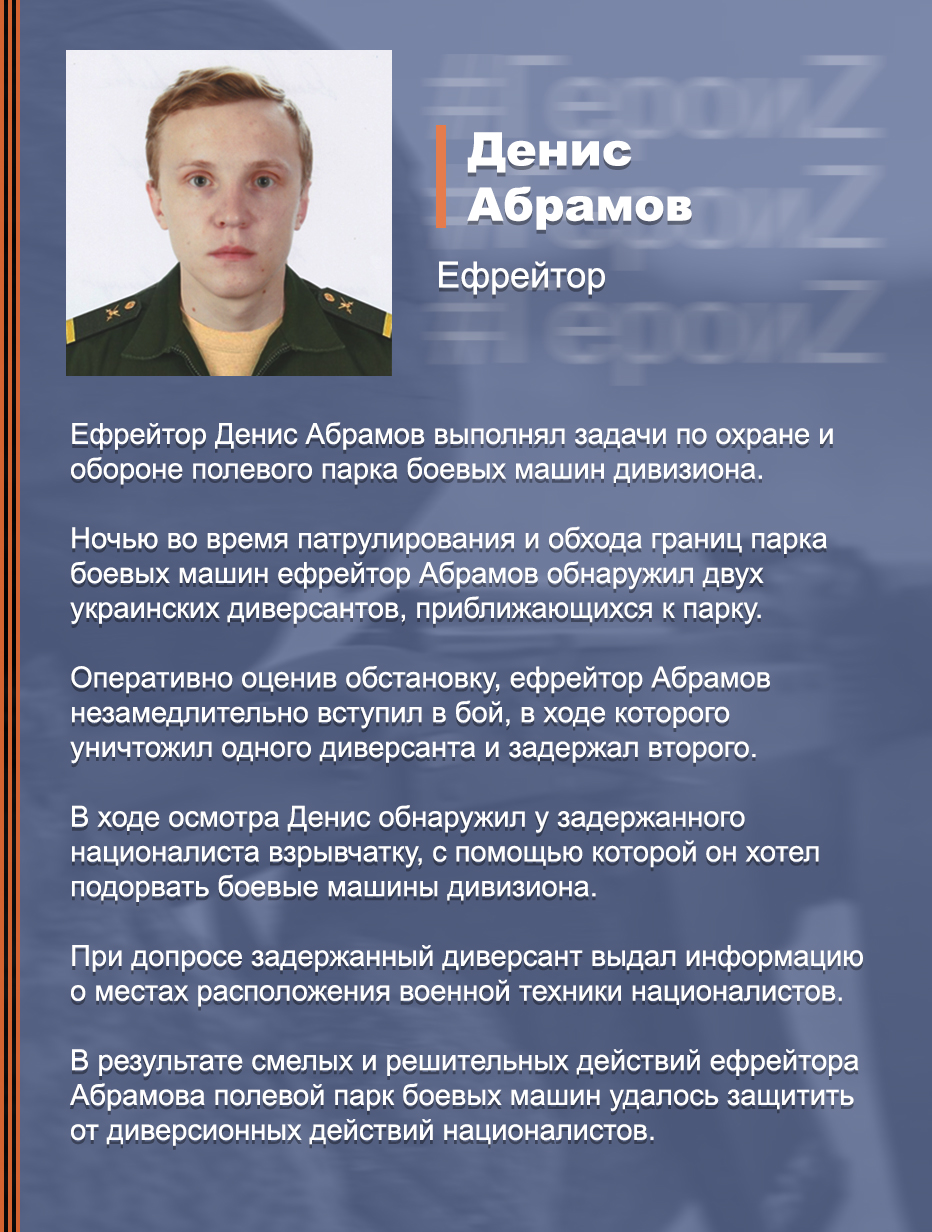 #ГероиZ
Денис
#ГероиZ
Абрамов
Ефрейтор
#ГероиZ
Ефрейтор Денис Абрамов выполнял задачи по охране и
обороне полевого парка боевых машин дивизиона.
Ночью во время патрулирования и обхода границ парка
боевых машин ефрейтор Абрамов обнаружил двух
украинских диверсантов, приближающихся к парку.
Оперативно оценив обстановку, ефрейтор Абрамов
незамедлительно вступил в бой, в ходе которого
уничтожил одного диверсанта и задержал второго.
В ходе осмотра Денис обнаружил у задержанного
националиста взрывчатку, с помощью которой он хотел
подорвать боевые машины дивизиона.
При допросе задержанный диверсант выдал информацию
о местах расположения военной техники националистов.
В результате смелых и решительных действий ефрейтора
Абрамова полевой парк боевых машин удалось защитить
от диверсионных действий националистов.